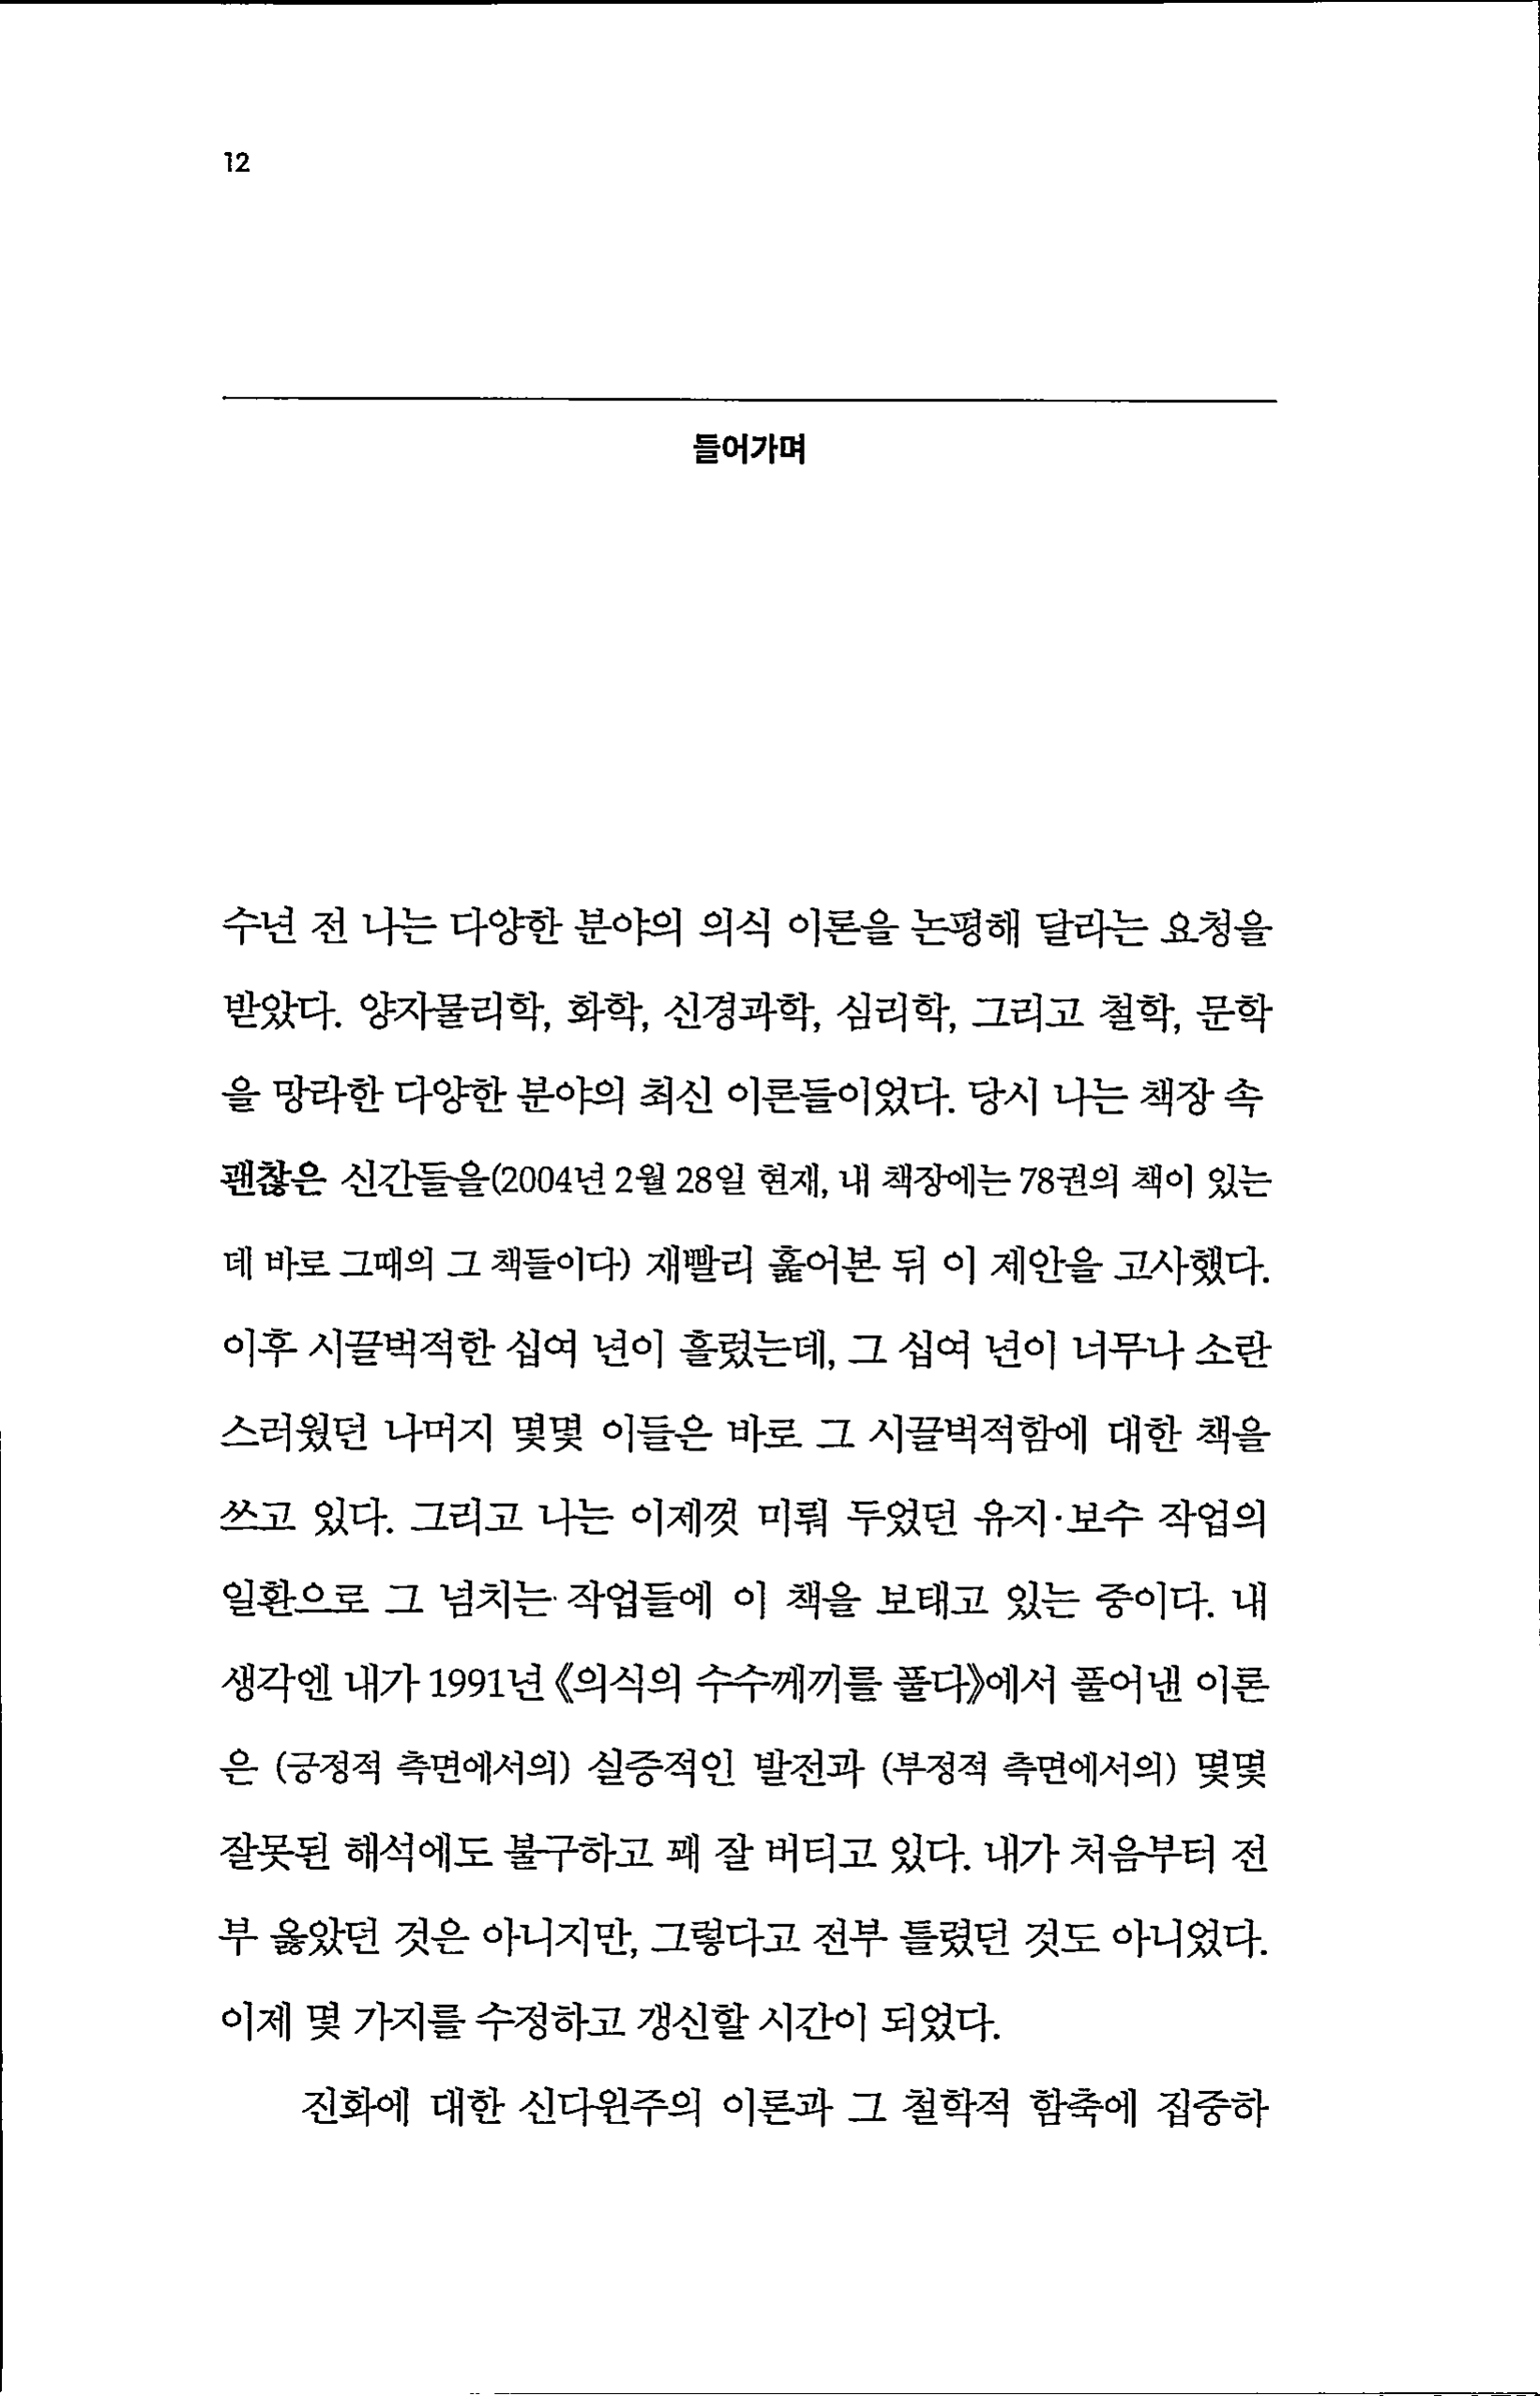 12
들어가며
수년 전 나는 다양한 분야의 의식 이론을 논평해 달라는 요청을
받았다. 양자물리학, 화학, 신경과학, 심리학, 그리고 철학, 문학
을 망라한 다양한 분야의 최신 이론들이었다. 당시 나는 책장 속
괜찮은 신간들을(2004년 2월 28일 현재, 내 책장에는 78권의 책이 있는
데 바로 그때의 그 책들이다) 재빨리 훑어본 뒤 이 제안을 고사했다.
이후 시끌벅적한 십여 년이 흘렀는데, 그 십여 년이 너무나 소란
스러웠던 나머지 몇몇 이들은 바로 그 시끌벅적함에 대한 책을
쓰고 있다. 그리고 나는 이제껏 미뤄 두었던 유지·보수 작업의
일환으로 그 넘치는 작업들에 이 책을 보태고 있는 중이다. 내
생각엔 내가 1991년 《의식의 수수께끼를 풀다》에서 풀어낸 이론
은 (긍정적 측면에서의) 실증적인 발전과 (부정적 측면에서의) 몇몇
잘못된 해석에도 불구하고 꽤 잘 버티고 있다. 내가 처음부터 전
부 옳았던 것은 아니지만, 그렇다고 전부 틀렸던 것도 아니었다.
이제 몇 가지를 수정하고 갱신할 시간이 되었다.
진화에 대한 신다윈주의 이론과 그 철학적 함축에 집중하